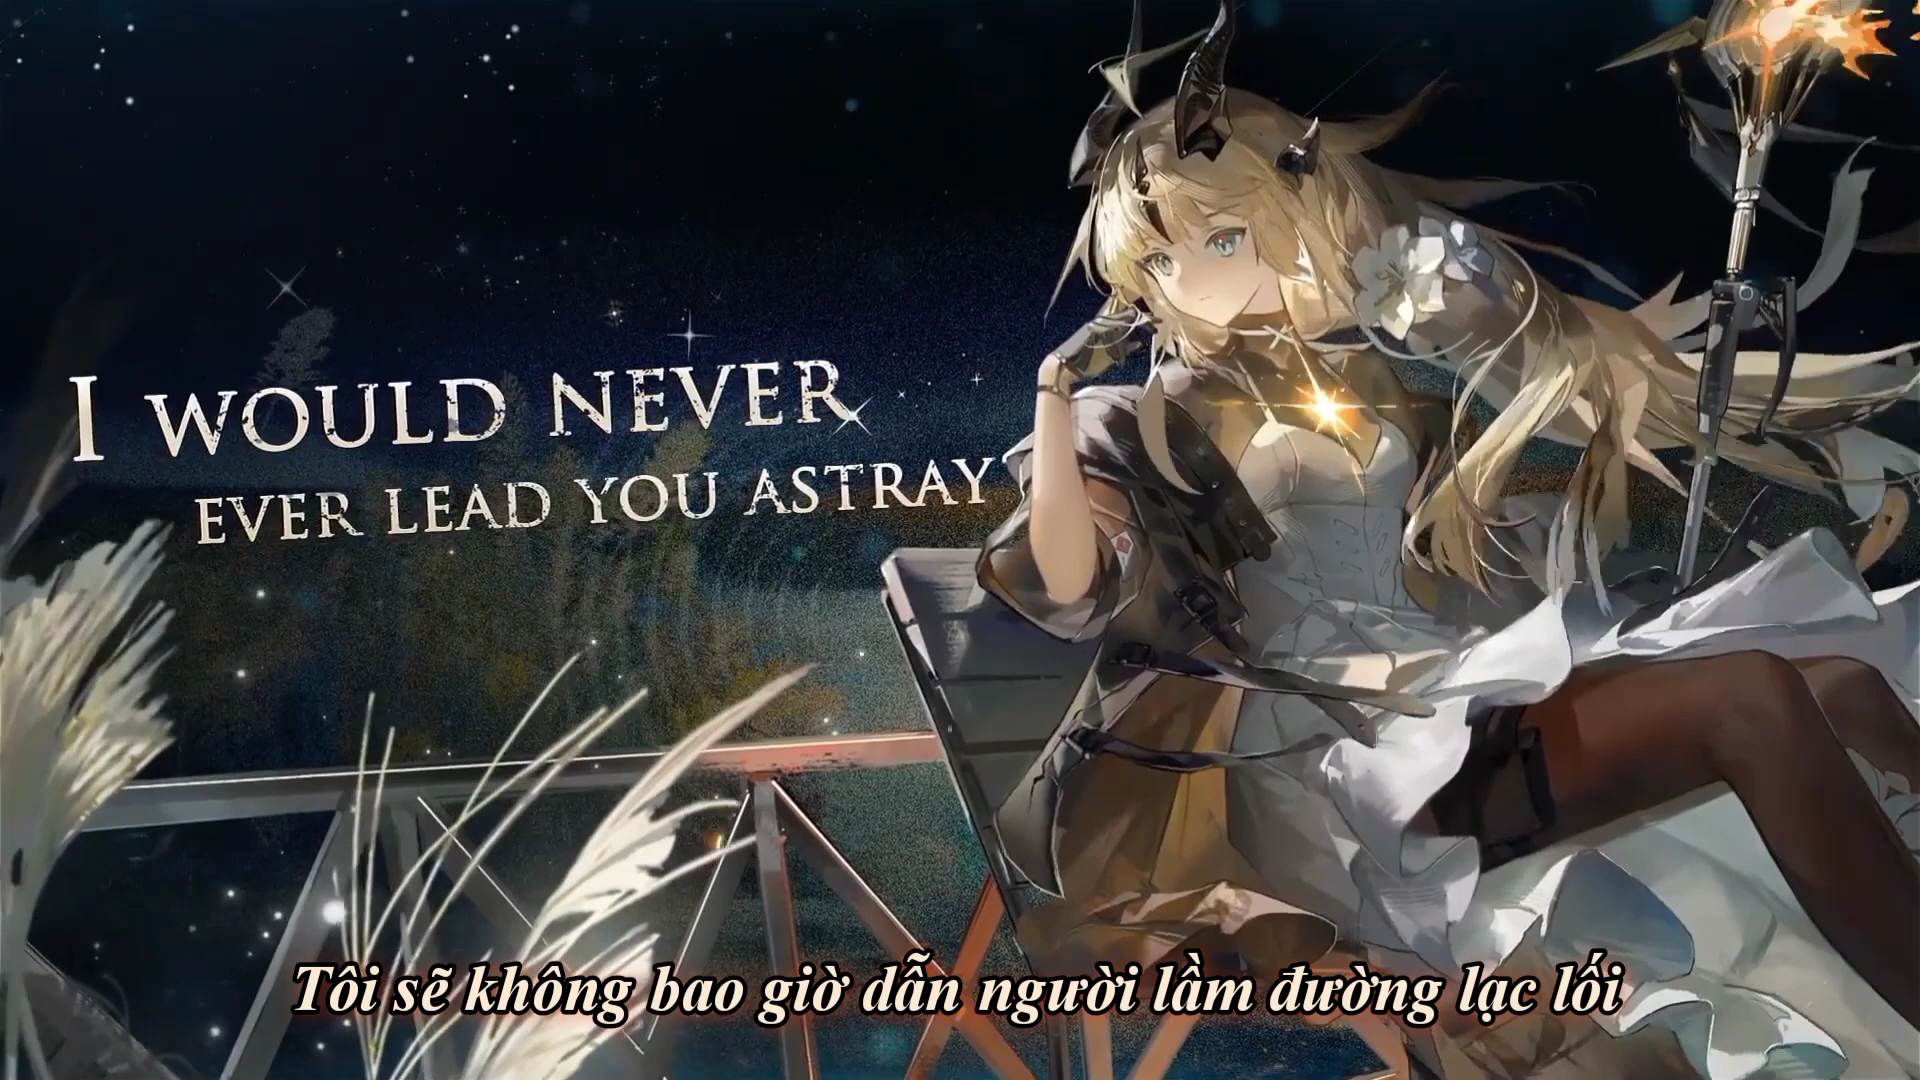 I WOULD NEVER
EVER LEAD YOU ASTRAY
Tôi sẽ không bao giờ dẫn người lầm đường lạc lối